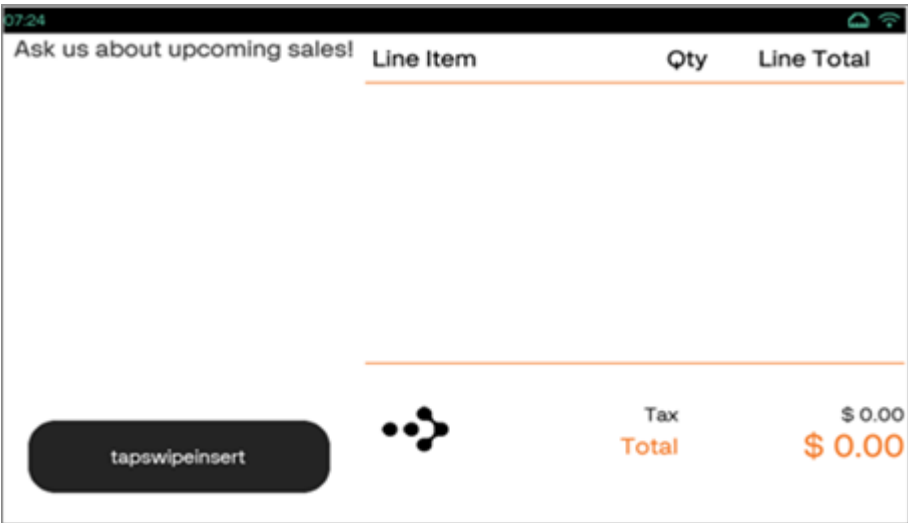 07:24
Ask us about upcoming sales!
Line Item Qty Line Total
tapswipeinsert
Tax $ 0.00
Total $ 0.00